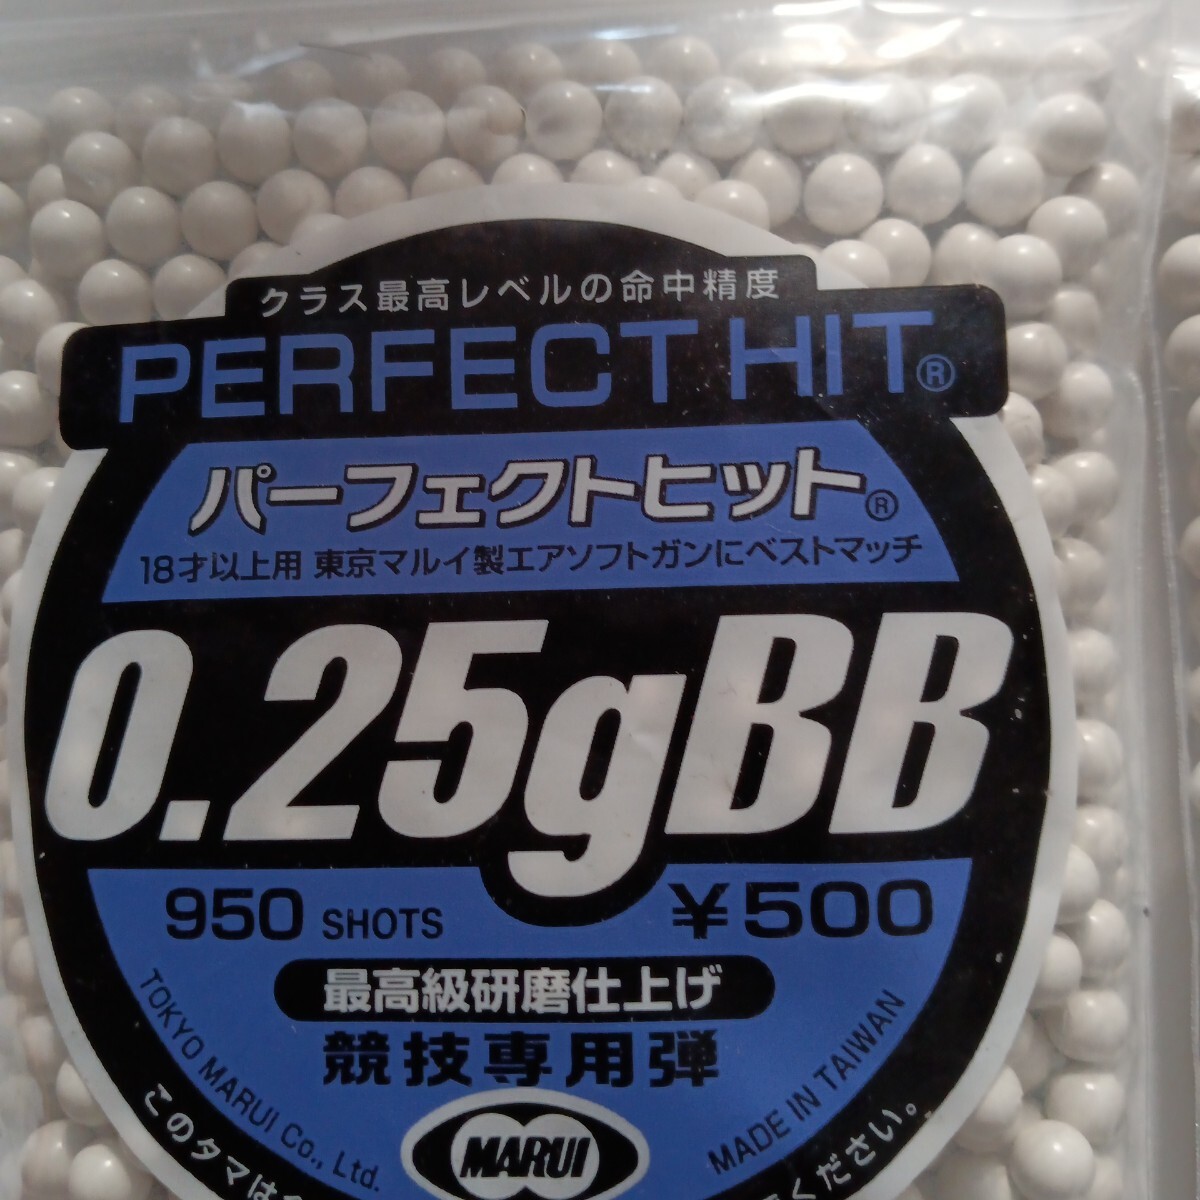 クラス最高レベルの命中精度
PERFECT HIT®
パーフェクトヒット®
18才以上用 東京マルイ製エアソフトガンにベストマッチ
0.25gBB
950 SHOTS ¥500
最高級研磨仕上げ
競技専用弾
TOKYO MARUI Co., Ltd.
MADE IN TAIWAN
MARUI
このタマは
ください。